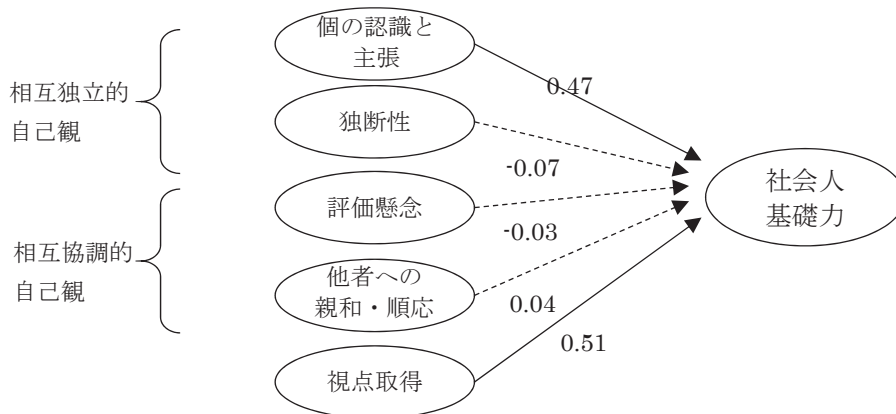 個の認識と
主張
0.47
相互独立的
自己観
独断性
-0.07
社会人
基礎力
評価懸念
-0.03
相互協調的
自己観
他者への
親和・順応
0.04
0.51
視点取得